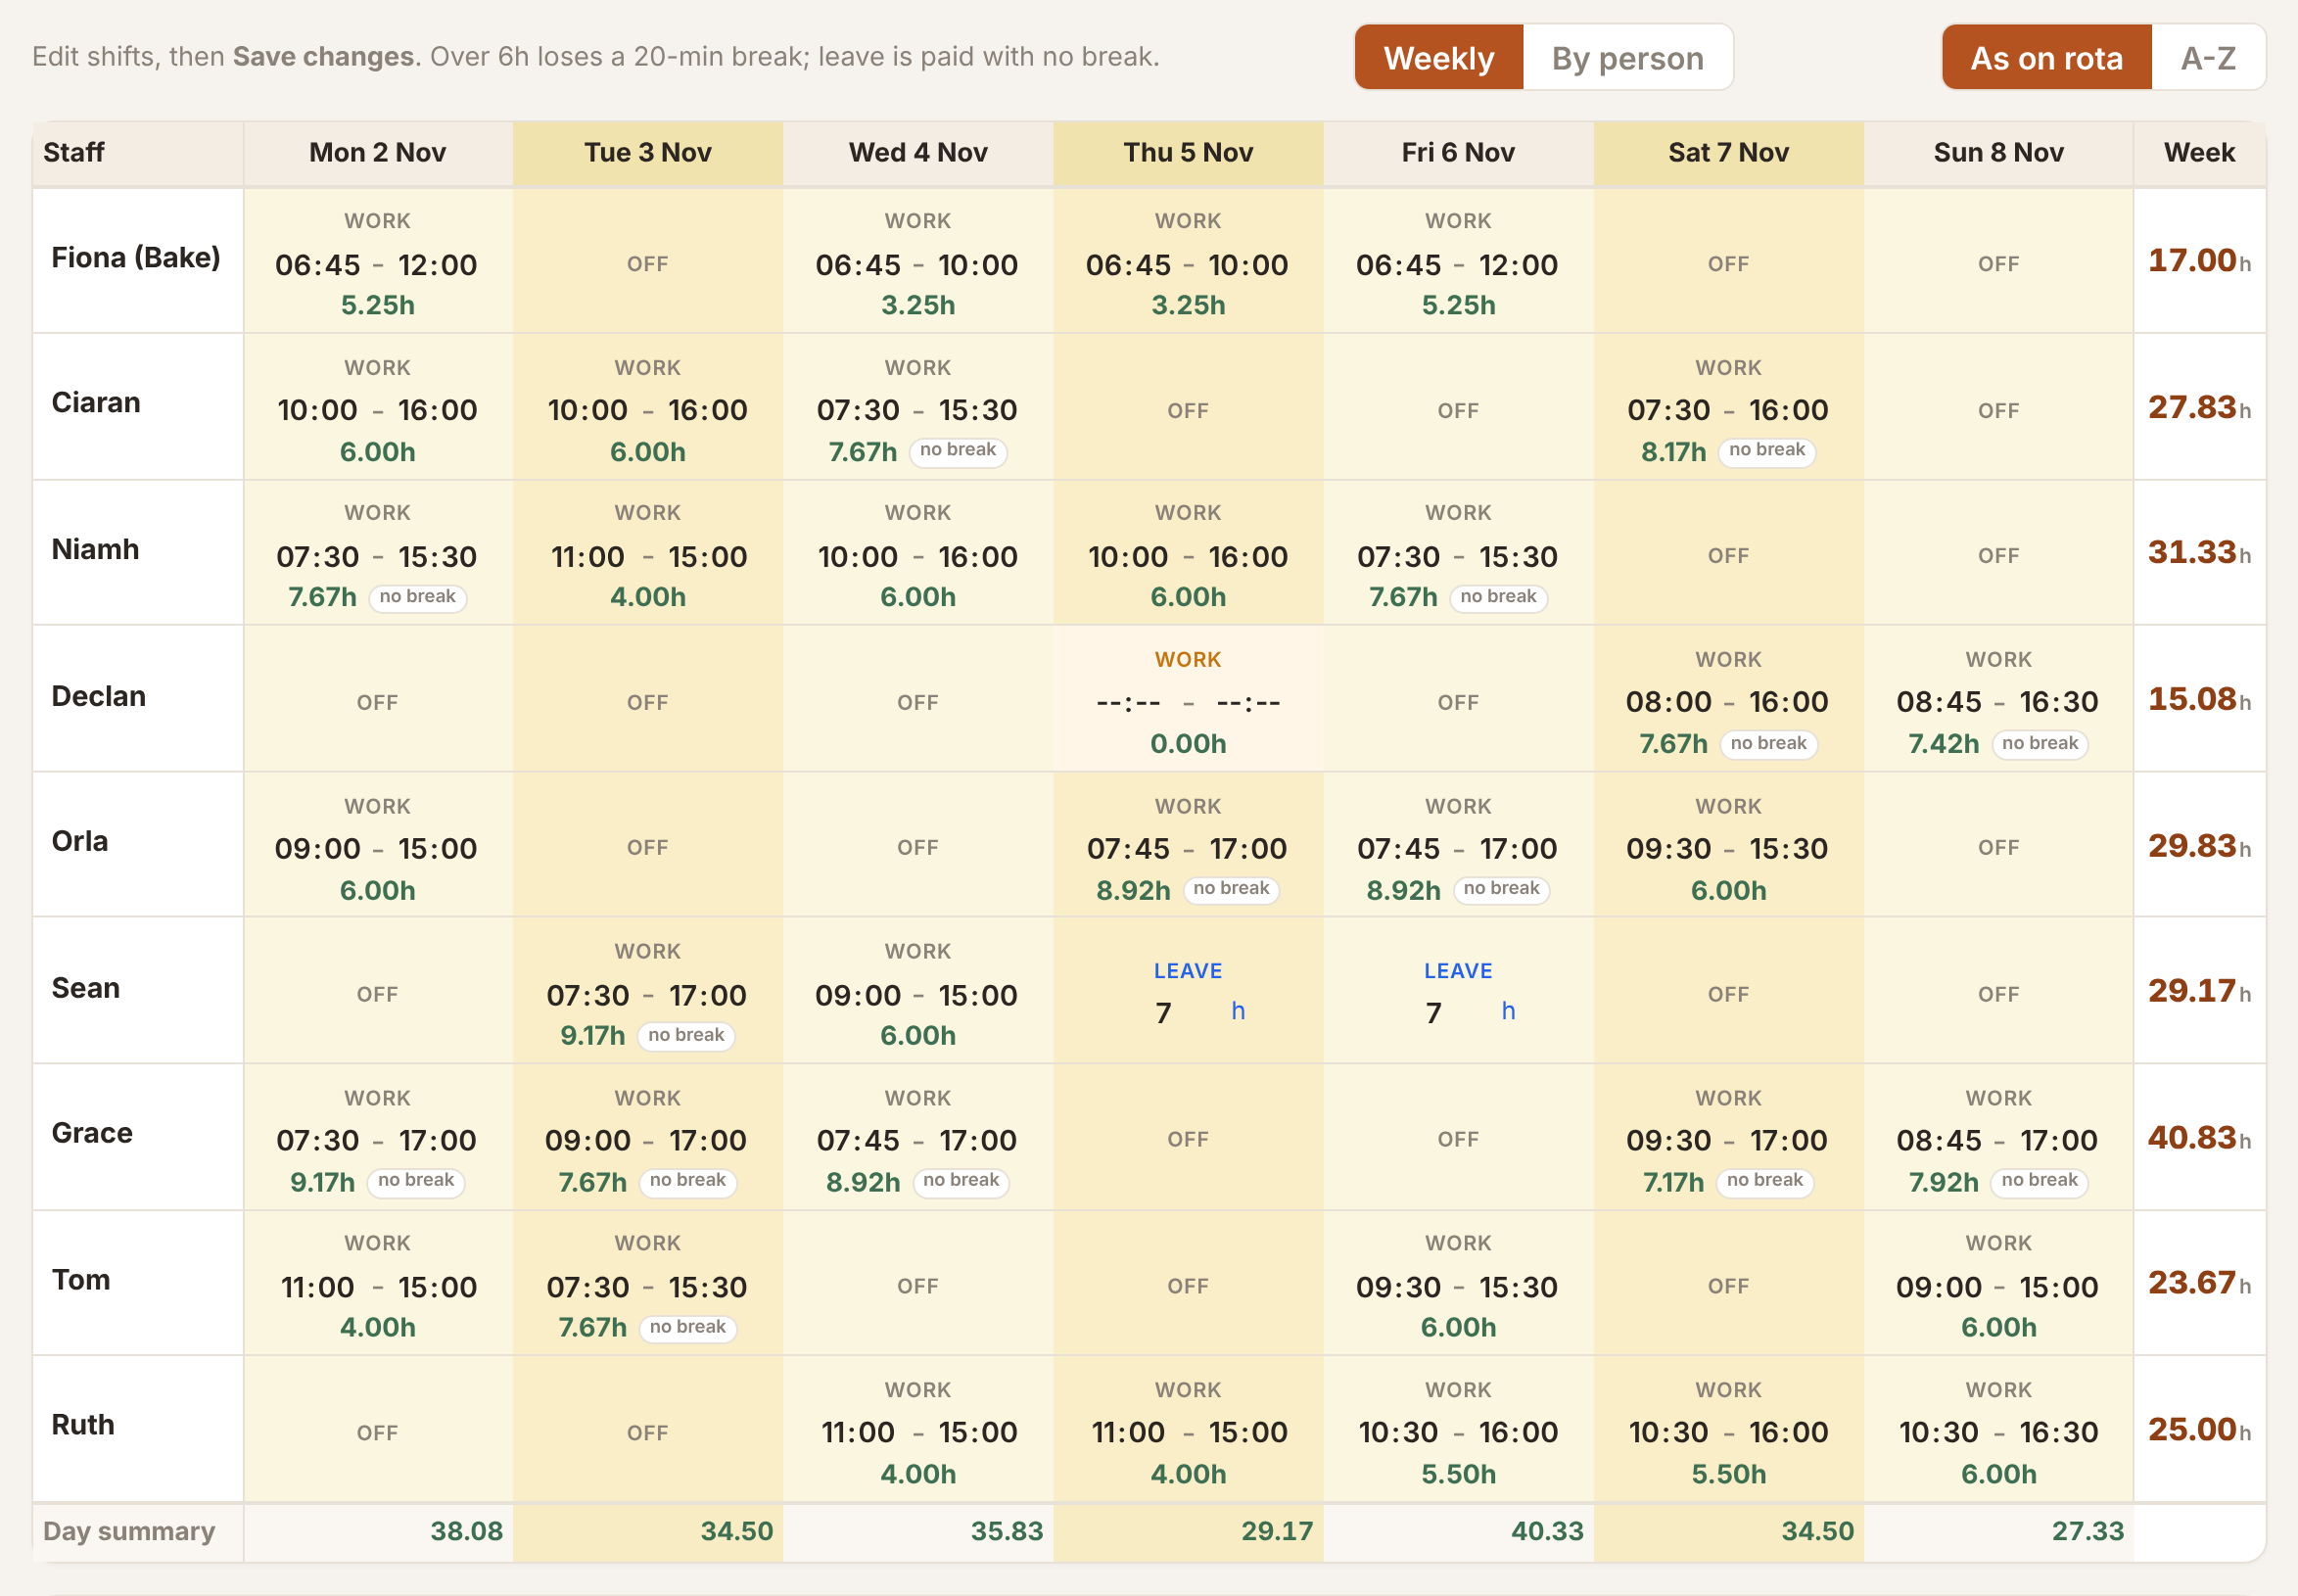 Edit shifts, then Save changes. Over 6h loses a 20-min break; leave is paid with no break.
Weekly By person
As on rota A-Z
Staff Mon 2 Nov Tue 3 Nov Wed 4 Nov Thu 5 Nov Fri 6 Nov Sat 7 Nov Sun 8 Nov Week
WORK WORK WORK WORK
Fiona (Bake) 06:45 - 12:00 OFF 06:45 - 10:00 06:45 - 10:00 06:45 - 12:00 OFF OFF 17.00h
5.25h 3.25h 3.25h 5.25h
WORK WORK WORK WORK
Ciaran 10:00 - 16:00 10:00 - 16:00 07:30 - 15:30 OFF OFF 07:30 - 16:00 OFF 27.83h
6.00h 6.00h 7.67h no break 8.17h no break
WORK WORK WORK WORK WORK
Niamh 07:30 - 15:30 11:00 - 15:00 10:00 - 16:00 10:00 - 16:00 07:30 - 15:30 OFF OFF 31.33h
7.67h no break 4.00h 6.00h 6.00h 7.67h no break
WORK WORK WORK
Declan OFF OFF OFF --:-- - --:-- OFF 08:00 - 16:00 08:45 - 16:30 15.08h
0.00h 7.67h no break 7.42h no break
WORK WORK WORK WORK
Orla 09:00 - 15:00 OFF OFF 07:45 - 17:00 07:45 - 17:00 09:30 - 15:30 OFF 29.83h
6.00h 8.92h no break 8.92h no break 6.00h
WORK WORK LEAVE LEAVE
Sean OFF 07:30 - 17:00 09:00 - 15:00 7 h 7 h OFF OFF 29.17h
9.17h no break 6.00h
WORK WORK WORK WORK WORK
Grace 07:30 - 17:00 09:00 - 17:00 07:45 - 17:00 OFF OFF 09:30 - 17:00 08:45 - 17:00 40.83h
9.17h no break 7.67h no break 8.92h no break 7.17h no break 7.92h no break
WORK WORK WORK WORK
Tom 11:00 - 15:00 07:30 - 15:30 OFF OFF 09:30 - 15:30 OFF 09:00 - 15:00 23.67h
4.00h 7.67h no break 6.00h 6.00h
WORK WORK WORK WORK WORK
Ruth OFF OFF 11:00 - 15:00 11:00 - 15:00 10:30 - 16:00 10:30 - 16:00 10:30 - 16:30 25.00h
4.00h 4.00h 5.50h 5.50h 6.00h
Day summary 38.08 34.50 35.83 29.17 40.33 34.50 27.33